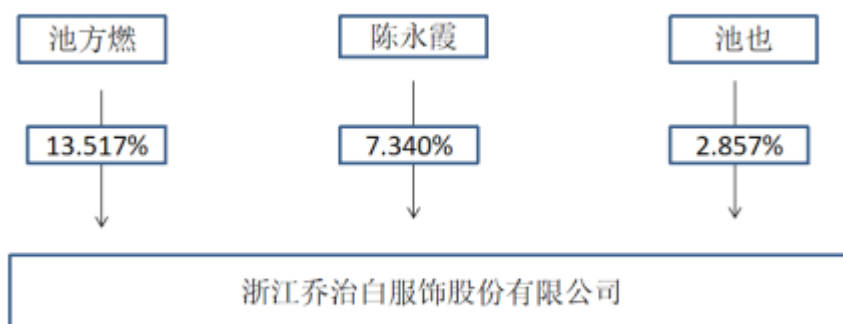 池方燃
陈永霞
池也
13.517%
7.340%
2.857%
浙江乔治白服饰股份有限公司